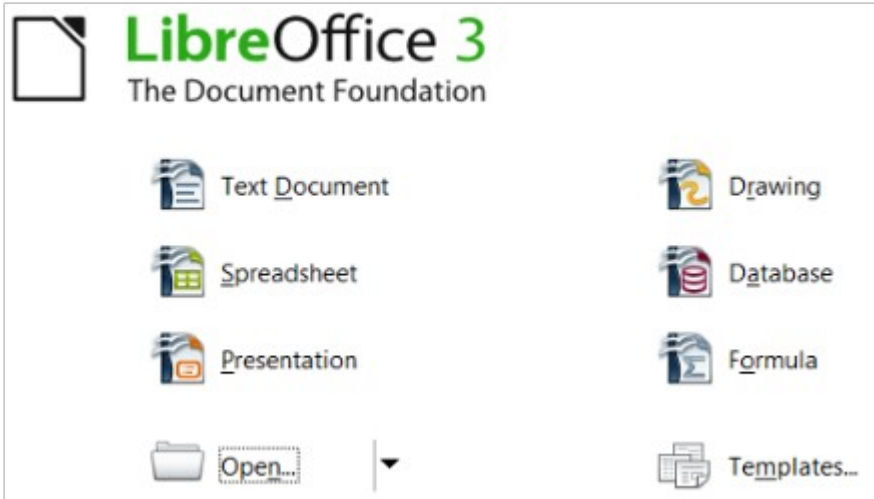 LibreOffice 3
The Document Foundation
Text Document
Drawing
Spreadsheet
Database
Presentation
Formula
Open...
Templates...